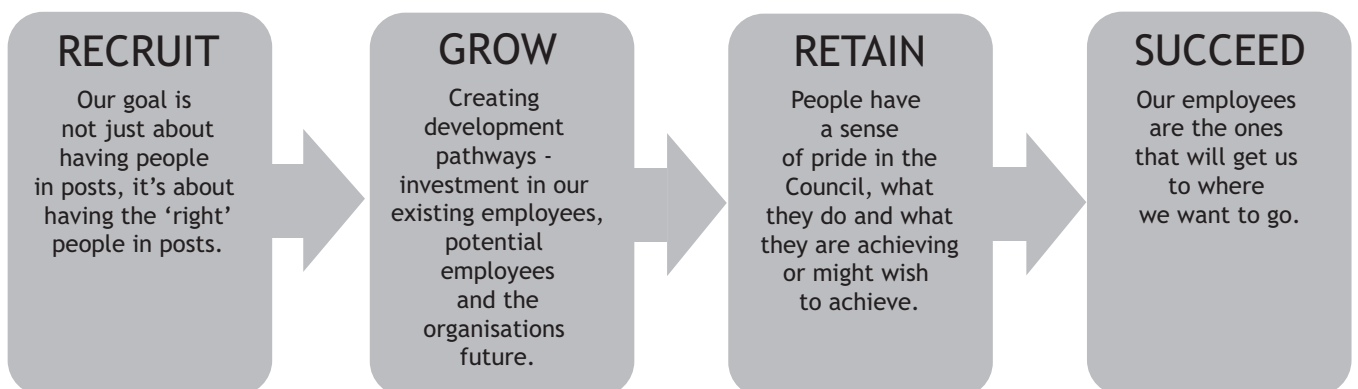 RECRUIT
Our goal is
not just about
having people
in posts, it’s about
having the ‘right’
people in posts.
GROW
Creating
development
pathways -
investment in our
existing employees,
potential
employees
and the
organisations
future.
RETAIN
People have
a sense
of pride in the
Council, what
they do and what
they are achieving
or might wish
to achieve.
SUCCEED
Our employees
are the ones
that will get us
to where
we want to go.